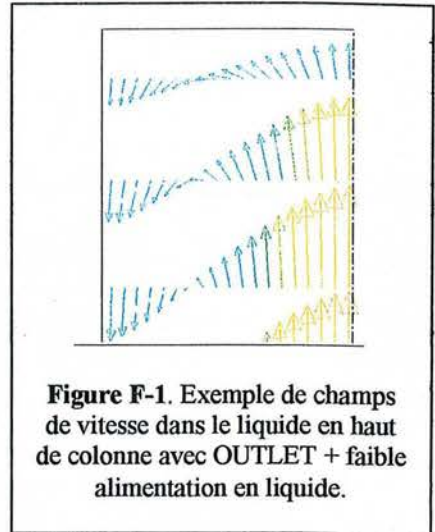 Figure F-1. Exemple de champs
de vitesse dans le liquide en haut
de colonne avec OUTLET + faible
alimentation en liquide.